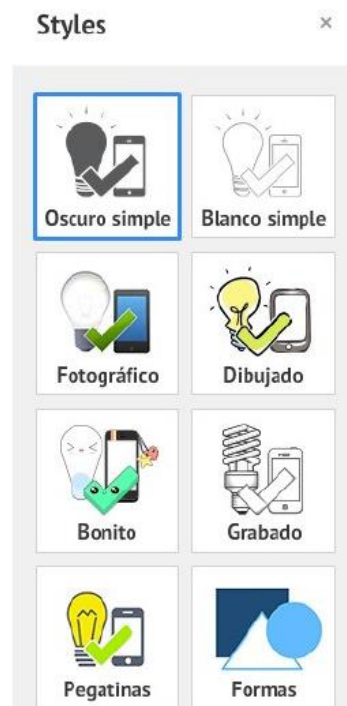 Styles ×
Oscuro simple Blanco simple
Fotográfico Dibujado
Bonito Grabado
Pegatinas Formas